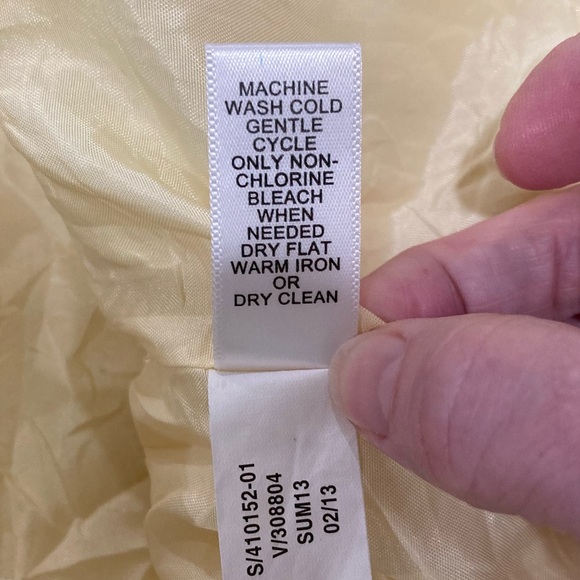 MACHINE
WASH COLD
GENTLE
CYCLE
ONLY NON-
CHLORINE
BLEACH
WHEN
NEEDED
DRY FLAT
WARM IRON
OR
DRY CLEAN
S/410152-01
V/308804
SUM13
02/13